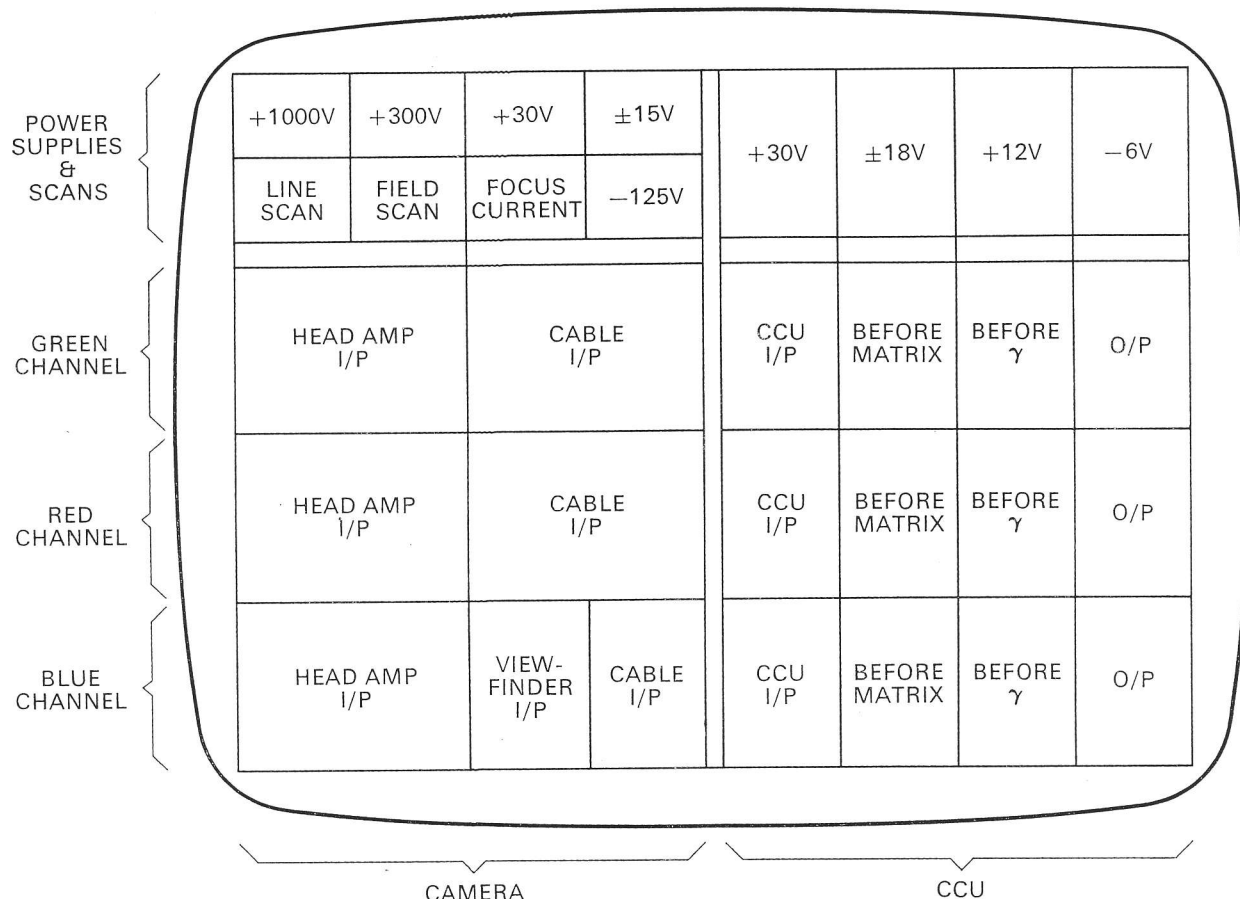 POWER
SUPPLIES
&
SCANS
+1000V +300V +30V ±15V
+30V ±18V +12V −6V
LINE
SCAN
FIELD
SCAN
FOCUS
CURRENT
−125V
GREEN
CHANNEL
HEAD AMP
I/P
CABLE
I/P
CCU
I/P
BEFORE
MATRIX
BEFORE
γ
O/P
RED
CHANNEL
HEAD AMP
I/P
CABLE
I/P
CCU
I/P
BEFORE
MATRIX
BEFORE
γ
O/P
BLUE
CHANNEL
HEAD AMP
I/P
VIEW-
FINDER
I/P
CABLE
I/P
CCU
I/P
BEFORE
MATRIX
BEFORE
γ
O/P
CAMERA
CCU